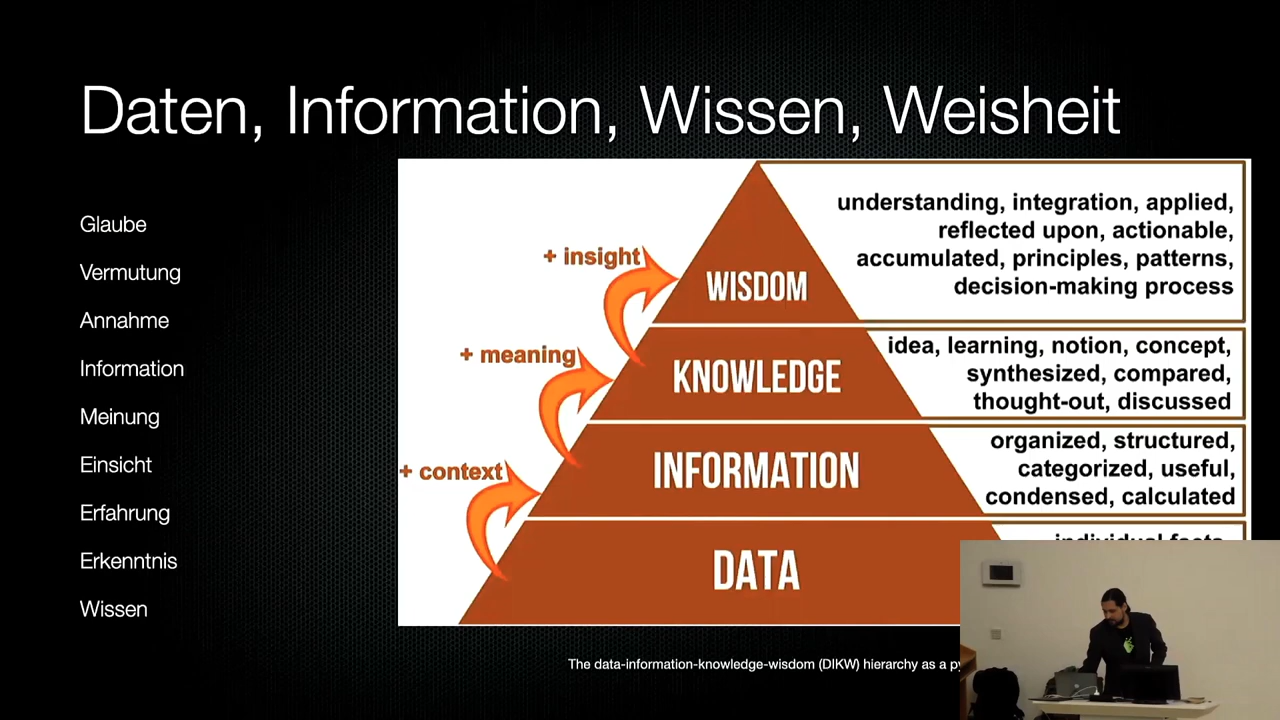 Daten, Information, Wissen, Weisheit
Glaube
Vermutung
Annahme
Information
Meinung
Einsicht
Erfahrung
Erkenntnis
Wissen
+ insight
+ meaning
+ context
WISDOM
understanding, integration, applied,
reflected upon, actionable,
accumulated, principles, patterns,
decision-making process
KNOWLEDGE
idea, learning, notion, concept,
synthesized, compared,
thought-out, discussed
INFORMATION
organized, structured,
categorized, useful,
condensed, calculated
DATA
individual facts,
The data-information-knowledge-wisdom (DIKW) hierarchy as a